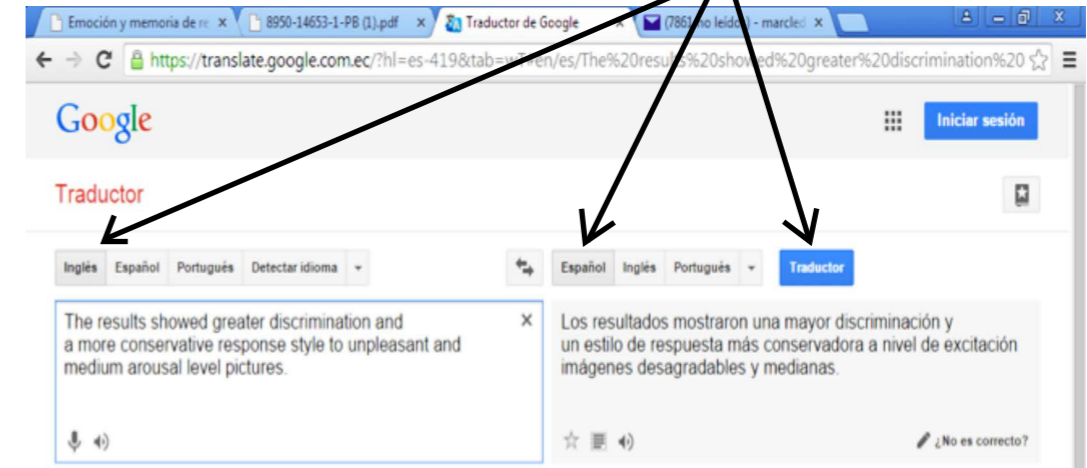 Emoción y memoria de re
8950-14653-1-PB (1).pdf
Traductor de Google
(7861 no leídos) - marcled
https://translate.google.com.ec/?hl=es-419&tab=wT#en/es/The%20results%20showed%20greater%20discrimination%20
Google
Iniciar sesión
Traductor
Inglés Español Portugués Detectar idioma
Español Inglés Portugués Traductor
The results showed greater discrimination and
a more conservative response style to unpleasant and
medium arousal level pictures.
Los resultados mostraron una mayor discriminación y
un estilo de respuesta más conservadora a nivel de excitación
imágenes desagradables y medianas.
¿No es correcto?